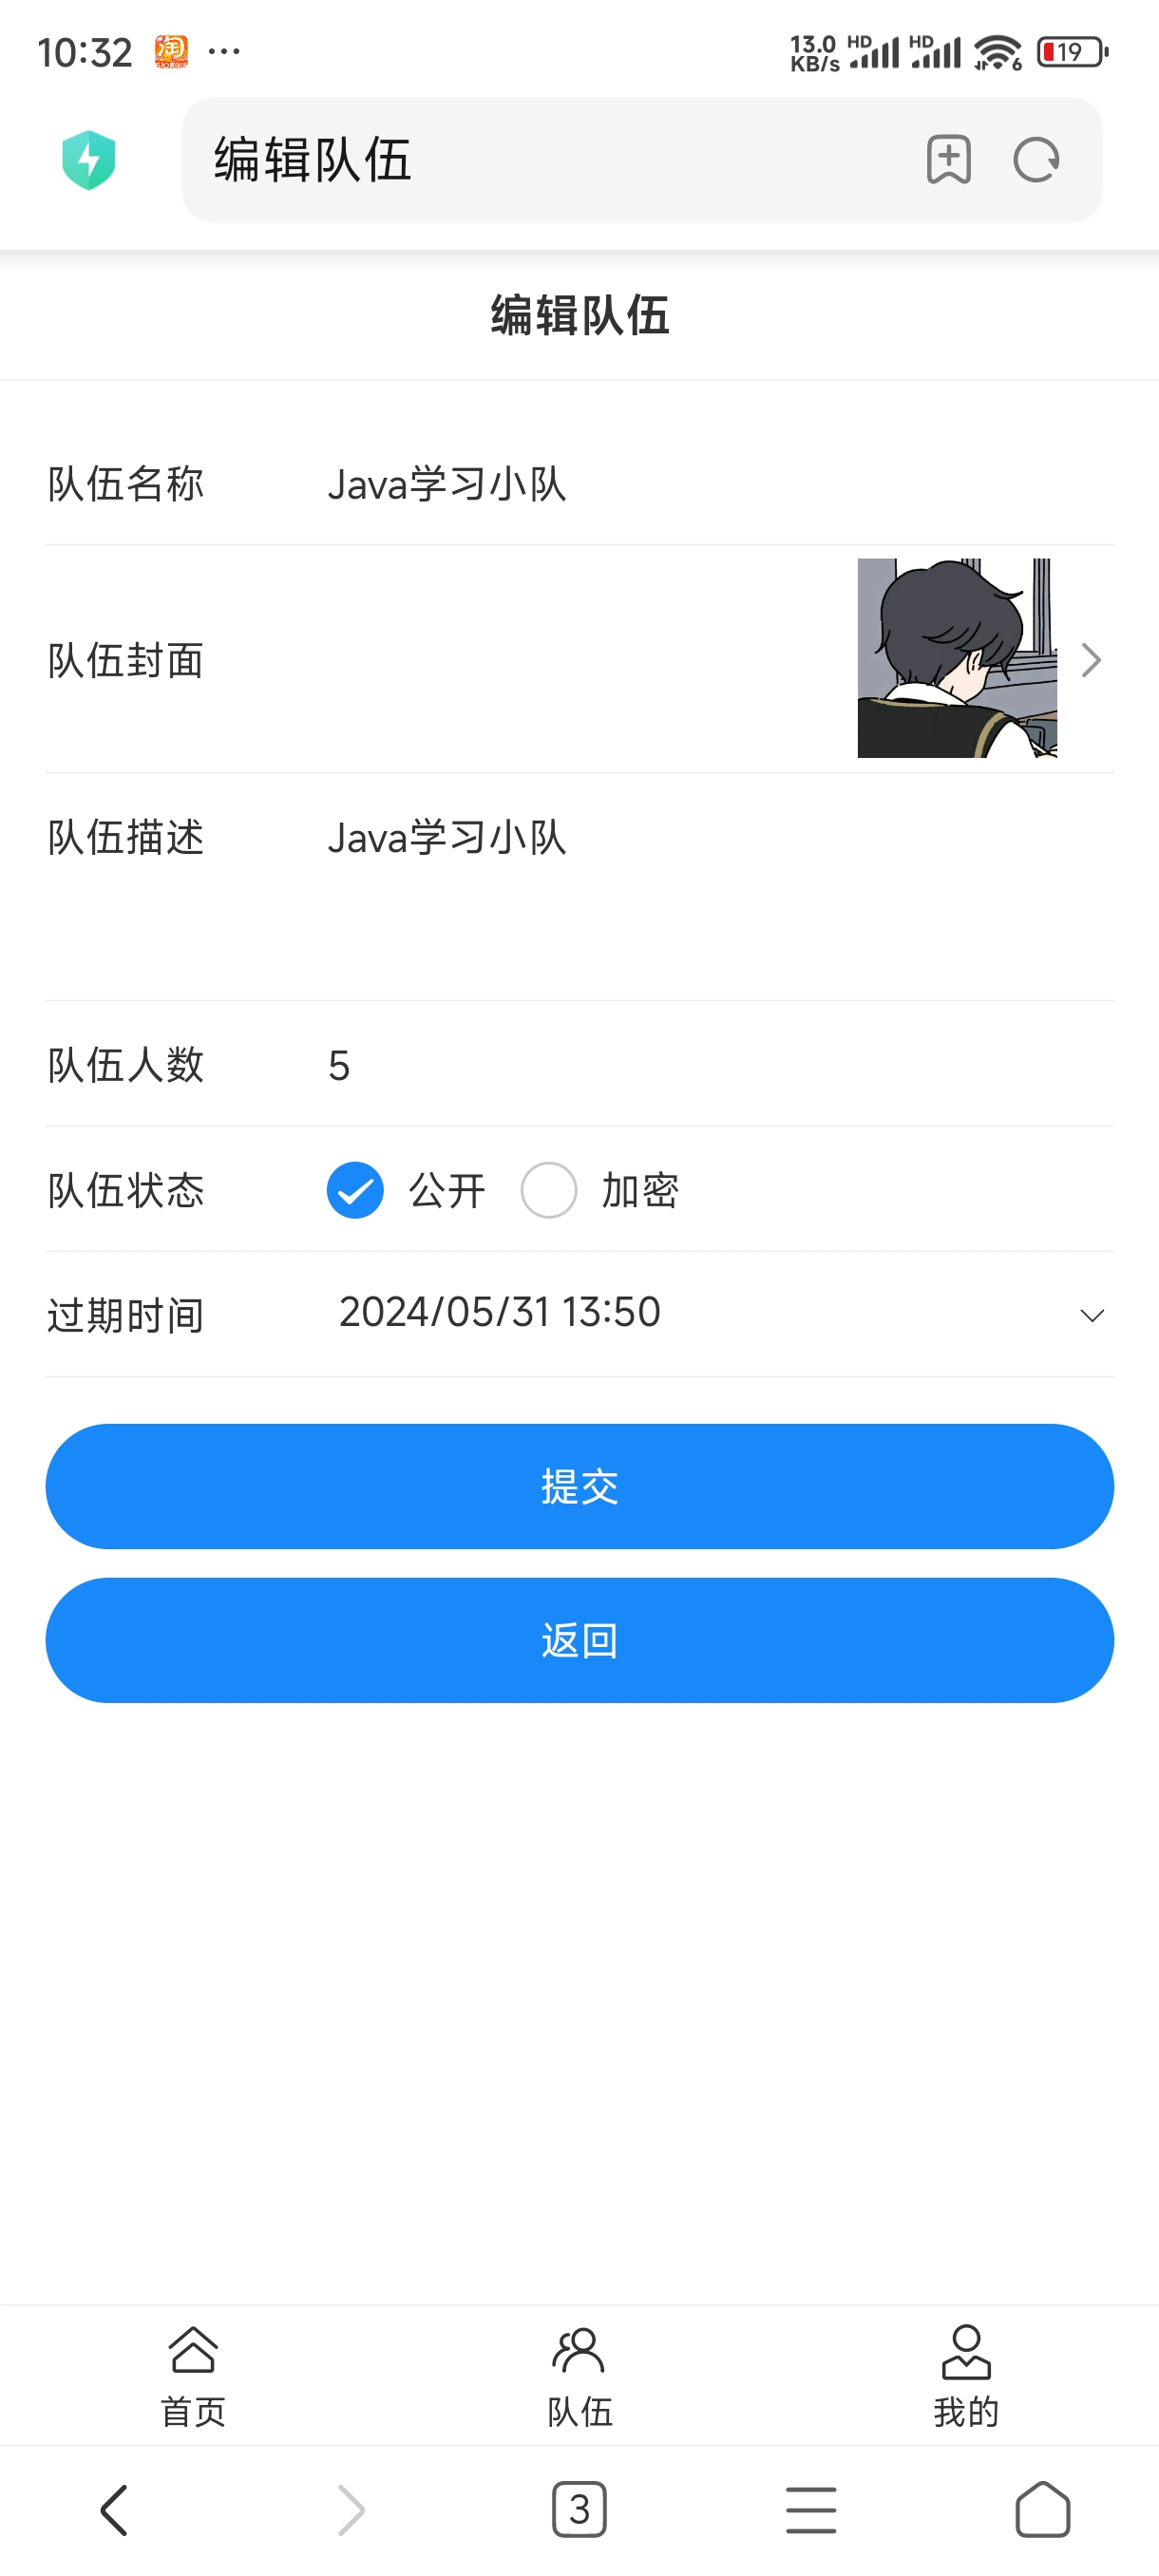 10:32 淘 ··· 13.0 KB/s HD HD 6 19
编辑队伍
编辑队伍
队伍名称 Java学习小队
队伍封面
队伍描述 Java学习小队
队伍人数 5
队伍状态 公开 加密
过期时间 2024/05/31 13:50
提交
返回
首页 队伍 我的
3